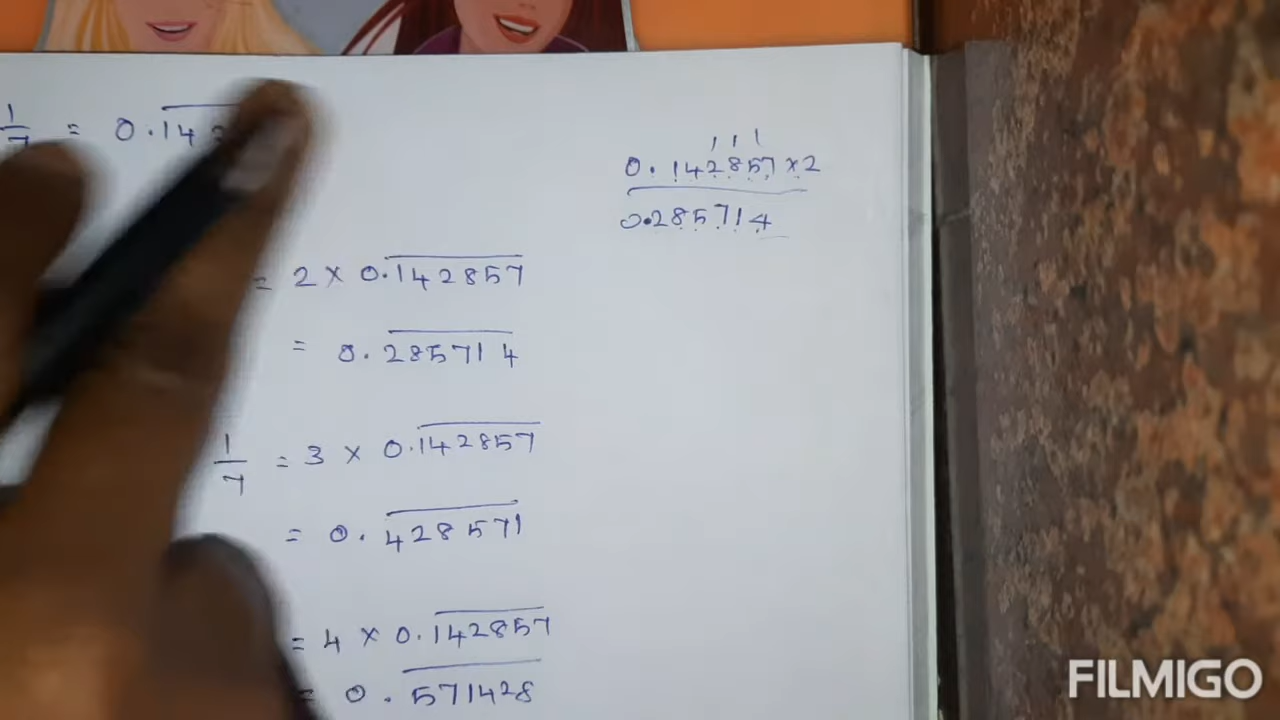 1/7 = 0.14
0.142857×2
0.285714
= 2 × 0.142857
= 0.285714
1/7 = 3 × 0.142857
= 0.428571
= 4 × 0.142857
= 0.571428
FILMIGO